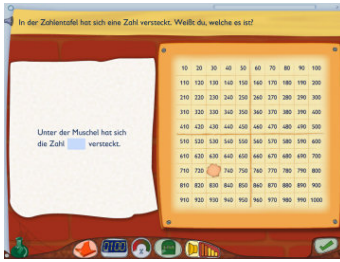 In der Zahlentafel hat sich eine Zahl versteckt. Weißt du, welche es ist?
Unter der Muschel hat sich
die Zahl versteckt.
10 20 30 40 50 60 70 80 90 100
110 120 130 140 150 160 170 180 190 200
210 220 230 240 250 260 270 280 290 300
310 320 330 340 350 360 370 380 390 400
410 420 430 440 450 460 470 480 490 500
510 520 530 540 550 560 570 580 590 600
610 620 630 640 650 660 670 680 690 700
710 720 740 750 760 770 780 790 800
810 820 830 840 850 860 870 880 890 900
910 920 930 940 950 960 970 980 990 1000